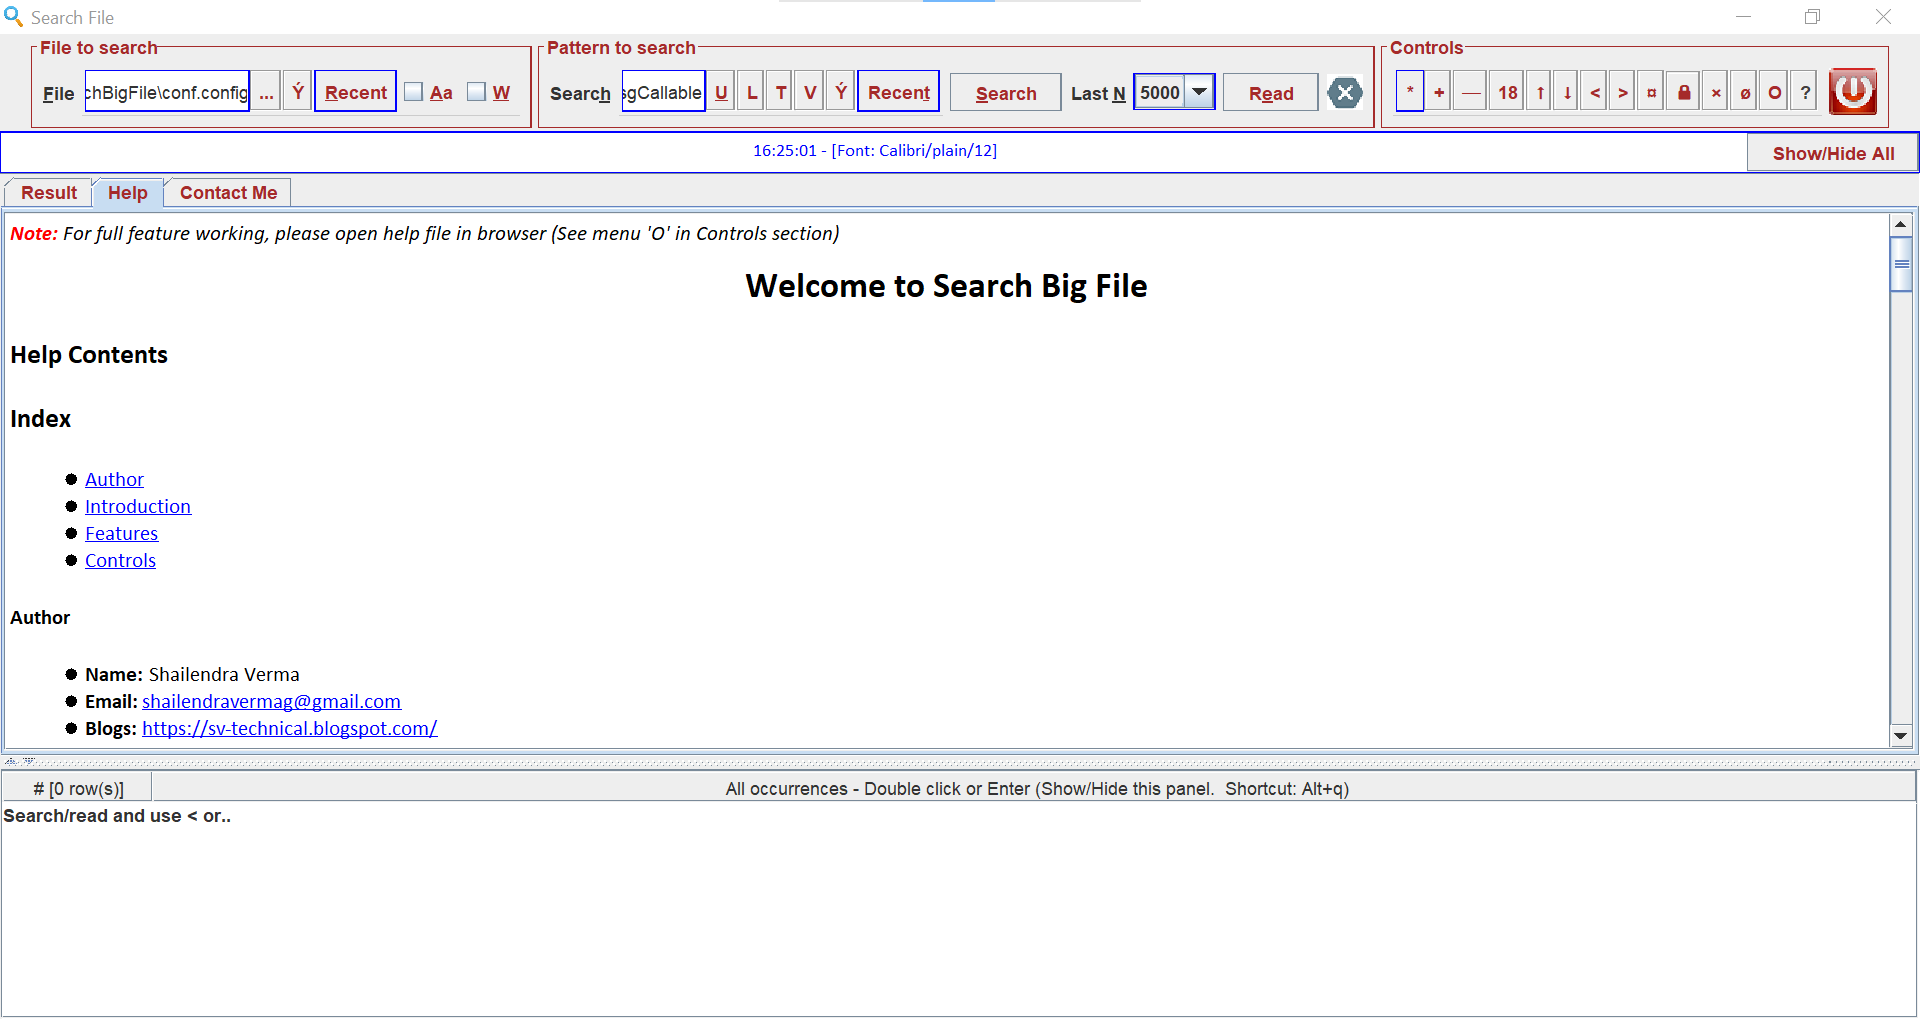 Search File
File to search
Pattern to search
Controls
File chBigFile\conf.config ... Ý Recent Aa W
Search sgCallable U L T V Ý Recent Search Last N 5000 Read
* + — 18 ↑ ↓ < > ¤ × ø O ?
16:25:01 - [Font: Calibri/plain/12]
Show/Hide All
Result Help Contact Me
Note: For full feature working, please open help file in browser (See menu 'O' in Controls section)
Welcome to Search Big File
Help Contents
Index
Author
Introduction
Features
Controls
Author
Name: Shailendra Verma
Email: shailendravermag@gmail.com
Blogs: https://sv-technical.blogspot.com/
# [0 row(s)]
All occurrences - Double click or Enter (Show/Hide this panel. Shortcut: Alt+q)
Search/read and use < or..